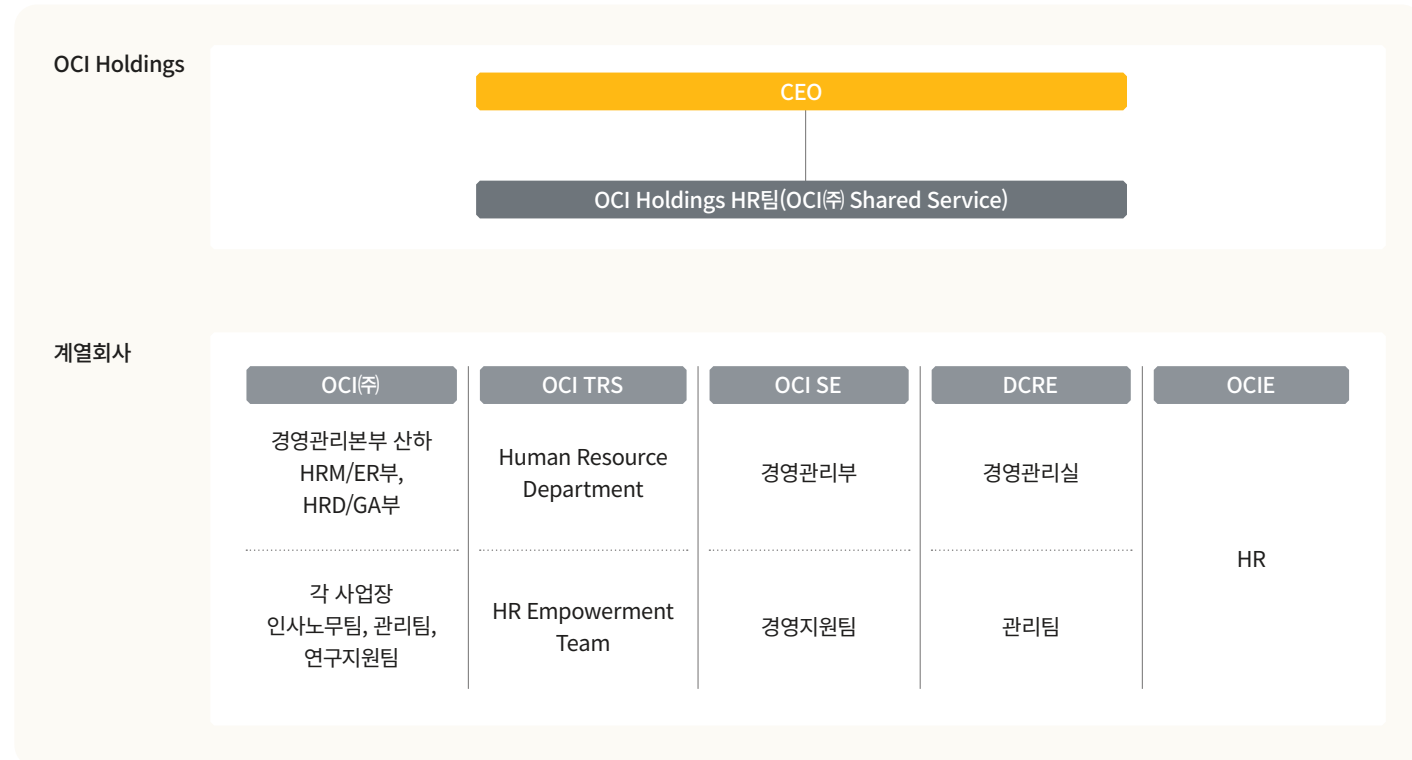 OCI Holdings
CEO
OCI Holdings HR팀(OCI㈜ Shared Service)
계열회사
OCI㈜
경영관리본부 산하
HRM/ER부,
HRD/GA부
각 사업장
인사노무팀, 관리팀,
연구지원팀
OCI TRS
Human Resource
Department
HR Empowerment
Team
OCI SE
경영관리부
경영지원팀
DCRE
경영관리실
관리팀
OCIE
HR